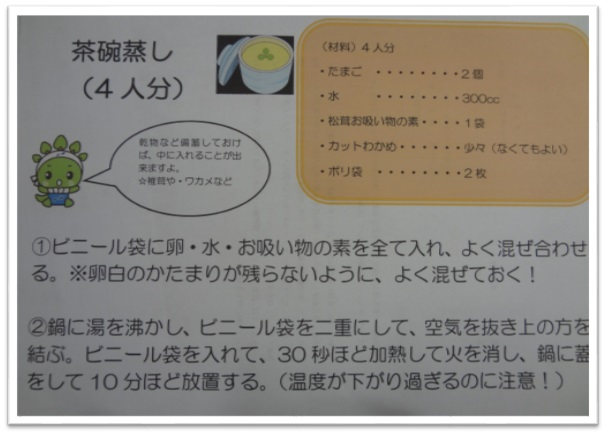 茶碗蒸し
（4人分）
（材料）4人分
・たまご　・・・・・・・・2個
・水　・・・・・・・・300cc
・松茸お吸い物の素・・・・1袋
・カットわかめ・・・・・・少々（なくてもよい）
・ポリ袋　・・・・・・・・2枚
乾物など備蓄しておけ
ば、中に入れることが出
来ますよ。
☆椎茸や・ワカメなど
①ビニール袋に卵・水・お吸い物の素を全て入れ、よく混ぜ合わせ
る。※卵白のかたまりが残らないように、よく混ぜておく！
②鍋に湯を沸かし、ビニール袋を二重にして、空気を抜き上の方を
結ぶ。ビニール袋を入れて、30秒ほど加熱して火を消し、鍋に蓋
をして10分ほど放置する。（温度が下がり過ぎるのに注意！）